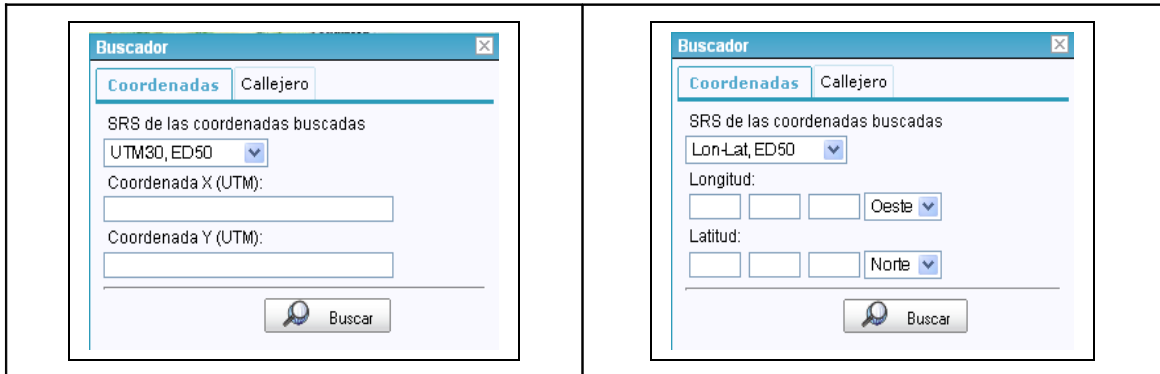 Buscador
Coordenadas Callejero
SRS de las coordenadas buscadas
UTM30, ED50
Coordenada X (UTM):
Coordenada Y (UTM):
Buscar
Buscador
Coordenadas Callejero
SRS de las coordenadas buscadas
Lon-Lat, ED50
Longitud:
Oeste
Latitud:
Norte
Buscar